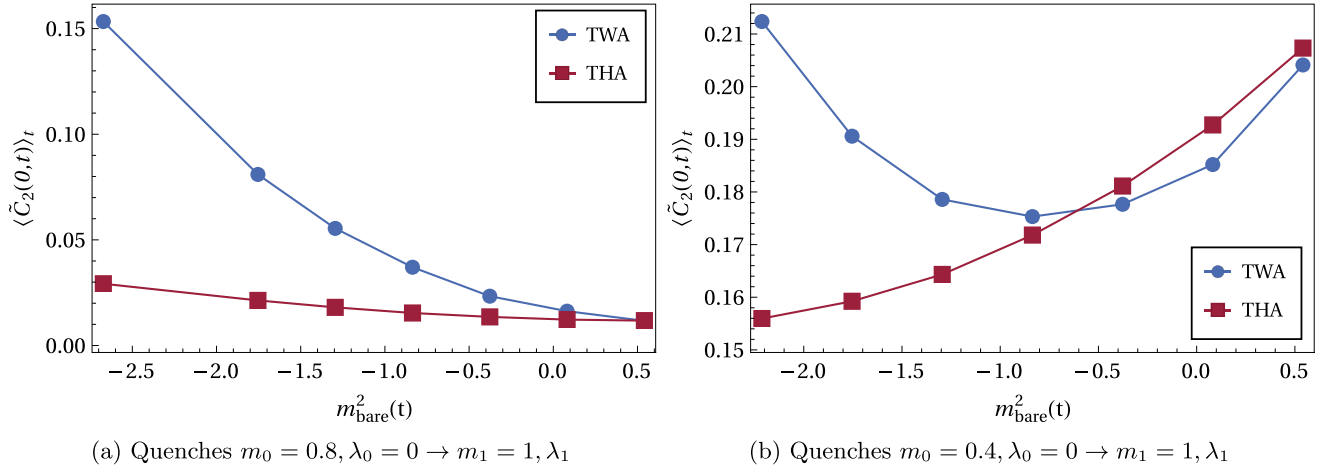 0.15
0.10
0.05
0.00
⟨C̃₂(0,t)⟩ₜ
TWA
THA
−2.5 −2.0 −1.5 −1.0 −0.5 0.0 0.5
m²_bare(t)
(a) Quenches m₀ = 0.8, λ₀ = 0 → m₁ = 1, λ₁
0.21
0.20
0.19
0.18
0.17
0.16
0.15
⟨C̃₂(0,t)⟩ₜ
TWA
THA
−2.0 −1.5 −1.0 −0.5 0.0 0.5
m²_bare(t)
(b) Quenches m₀ = 0.4, λ₀ = 0 → m₁ = 1, λ₁